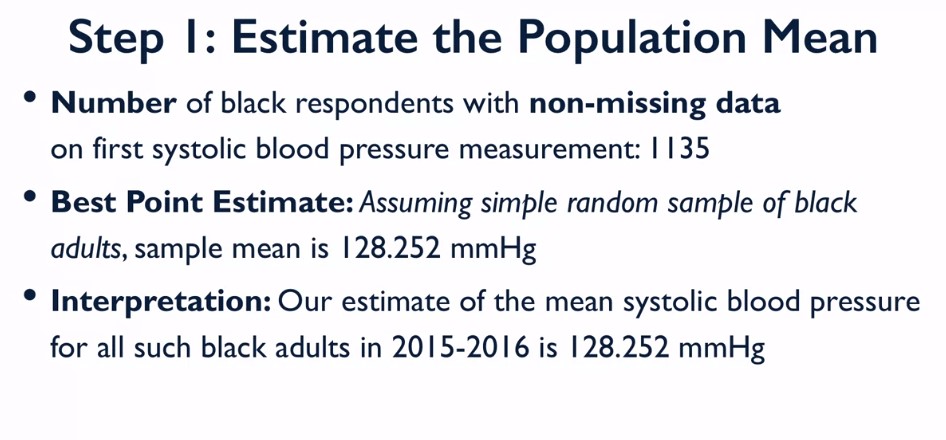 Step 1: Estimate the Population Mean
• Number of black respondents with non-missing data
on first systolic blood pressure measurement: 1135
• Best Point Estimate: Assuming simple random sample of black
adults, sample mean is 128.252 mmHg
• Interpretation: Our estimate of the mean systolic blood pressure
for all such black adults in 2015-2016 is 128.252 mmHg